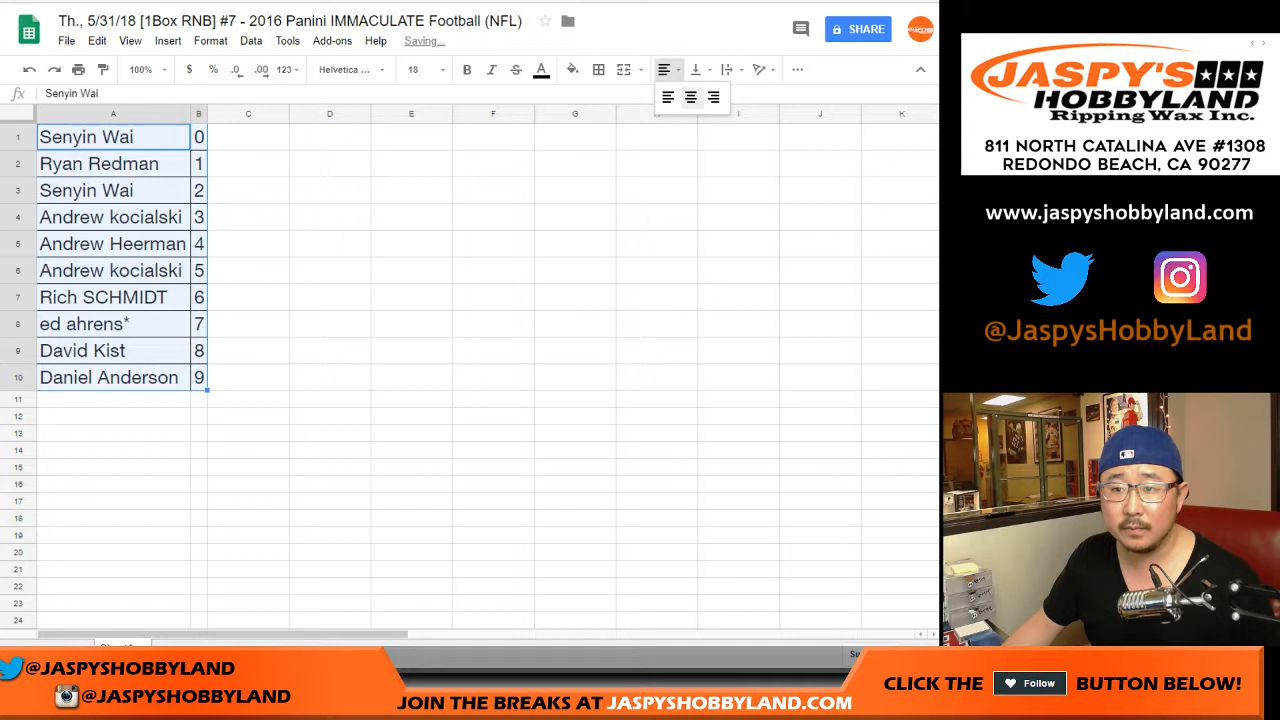 Th., 5/31/18 [1Box RNB] #7 - 2016 Panini IMMACULATE Football (NFL)
File Edit View Insert Format Data Tools Add-ons Help Saving...
SHARE
100% $ % .0 .00 123 Helvetica ... 18 B I S A
fx Senyin Wai
A B C D E F G I J K
1 Senyin Wai 0
2 Ryan Redman 1
3 Senyin Wai 2
4 Andrew kocialski 3
5 Andrew Heerman 4
6 Andrew kocialski 5
7 Rich SCHMIDT 6
8 ed ahrens* 7
9 David Kist 8
10 Daniel Anderson 9
11
12
13
14
15
16
17
18
19
20
21
22
23
24
JASPY'S
HOBBYLAND
Ripping Wax Inc.
811 NORTH CATALINA AVE #1308
REDONDO BEACH, CA 90277
www.jaspyshobbyland.com
@JaspysHobbyLand
@JASPYSHOBBYLAND
@JASPYSHOBBYLAND
JOIN THE BREAKS AT JASPYSHOBBYLAND.COM
CLICK THE Follow BUTTON BELOW!